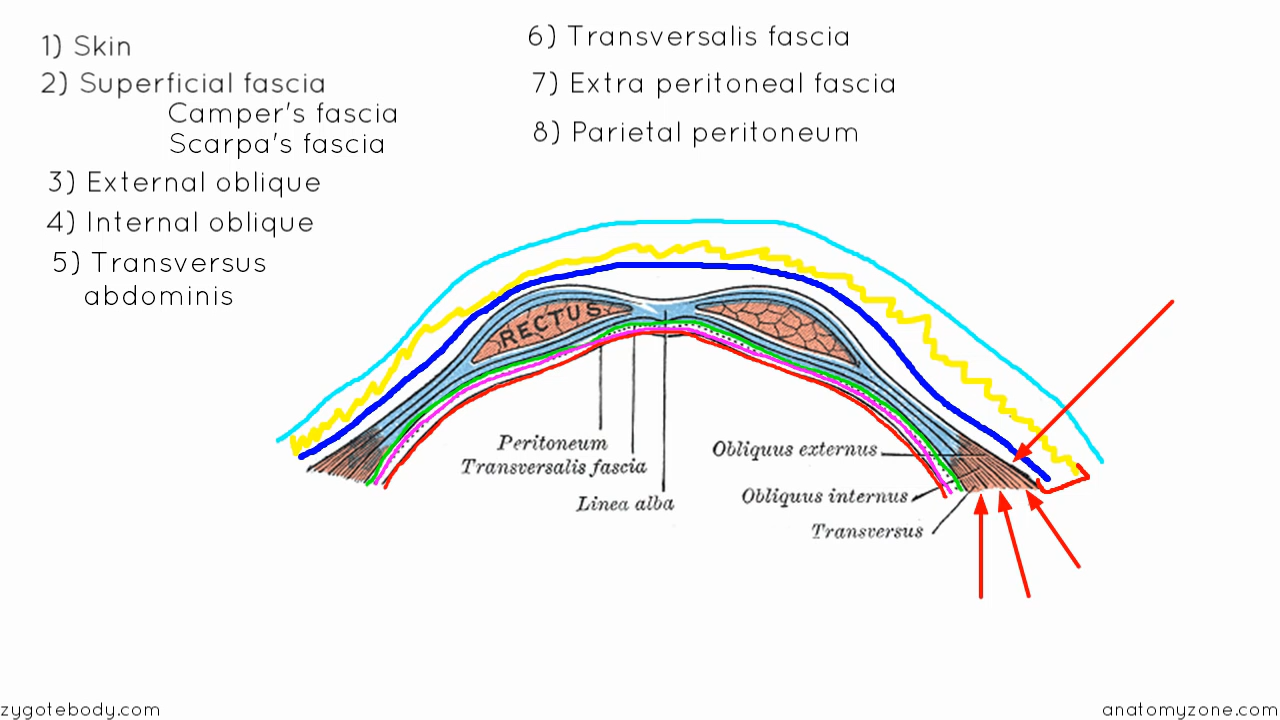 1) Skin
2) Superficial fascia
Camper's fascia
Scarpa's fascia
3) External oblique
4) Internal oblique
5) Transversus
abdominis
6) Transversalis fascia
7) Extra peritoneal fascia
8) Parietal peritoneum
RECTUS
Peritoneum
Transversalis fascia
Linea alba
Obliquus externus
Obliquus internus
Transversus
zygotebody.com
anatomyzone.com